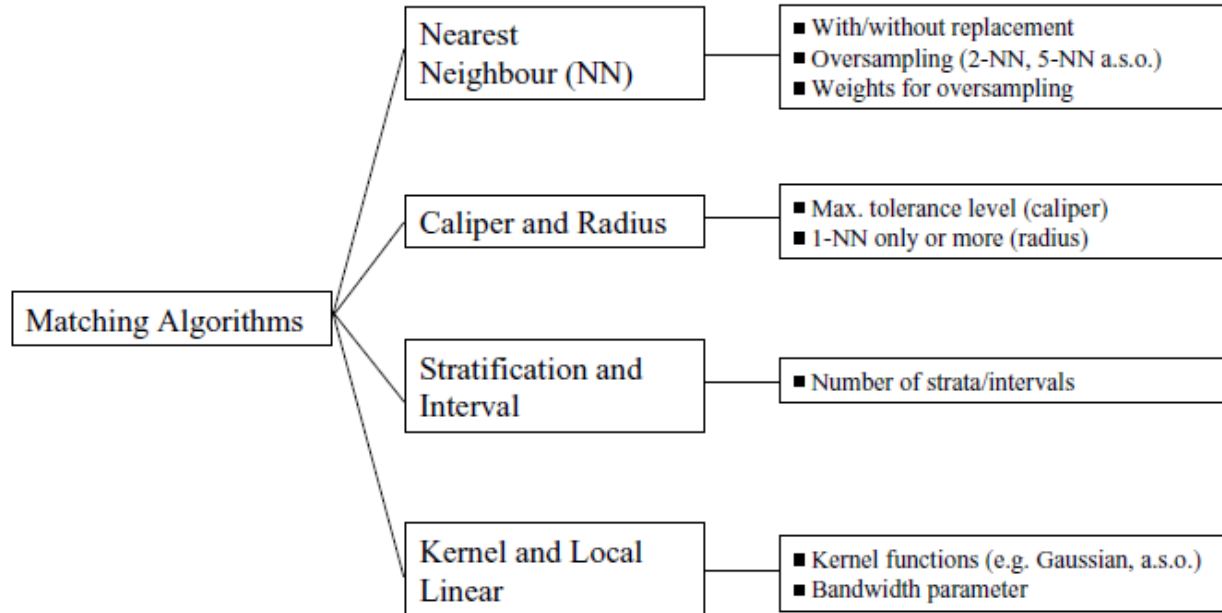 Matching Algorithms
Nearest
Neighbour (NN)
■ With/without replacement
■ Oversampling (2-NN, 5-NN a.s.o.)
■ Weights for oversampling
Caliper and Radius
■ Max. tolerance level (caliper)
■ 1-NN only or more (radius)
Stratification and
Interval
■ Number of strata/intervals
Kernel and Local
Linear
■ Kernel functions (e.g. Gaussian, a.s.o.)
■ Bandwidth parameter